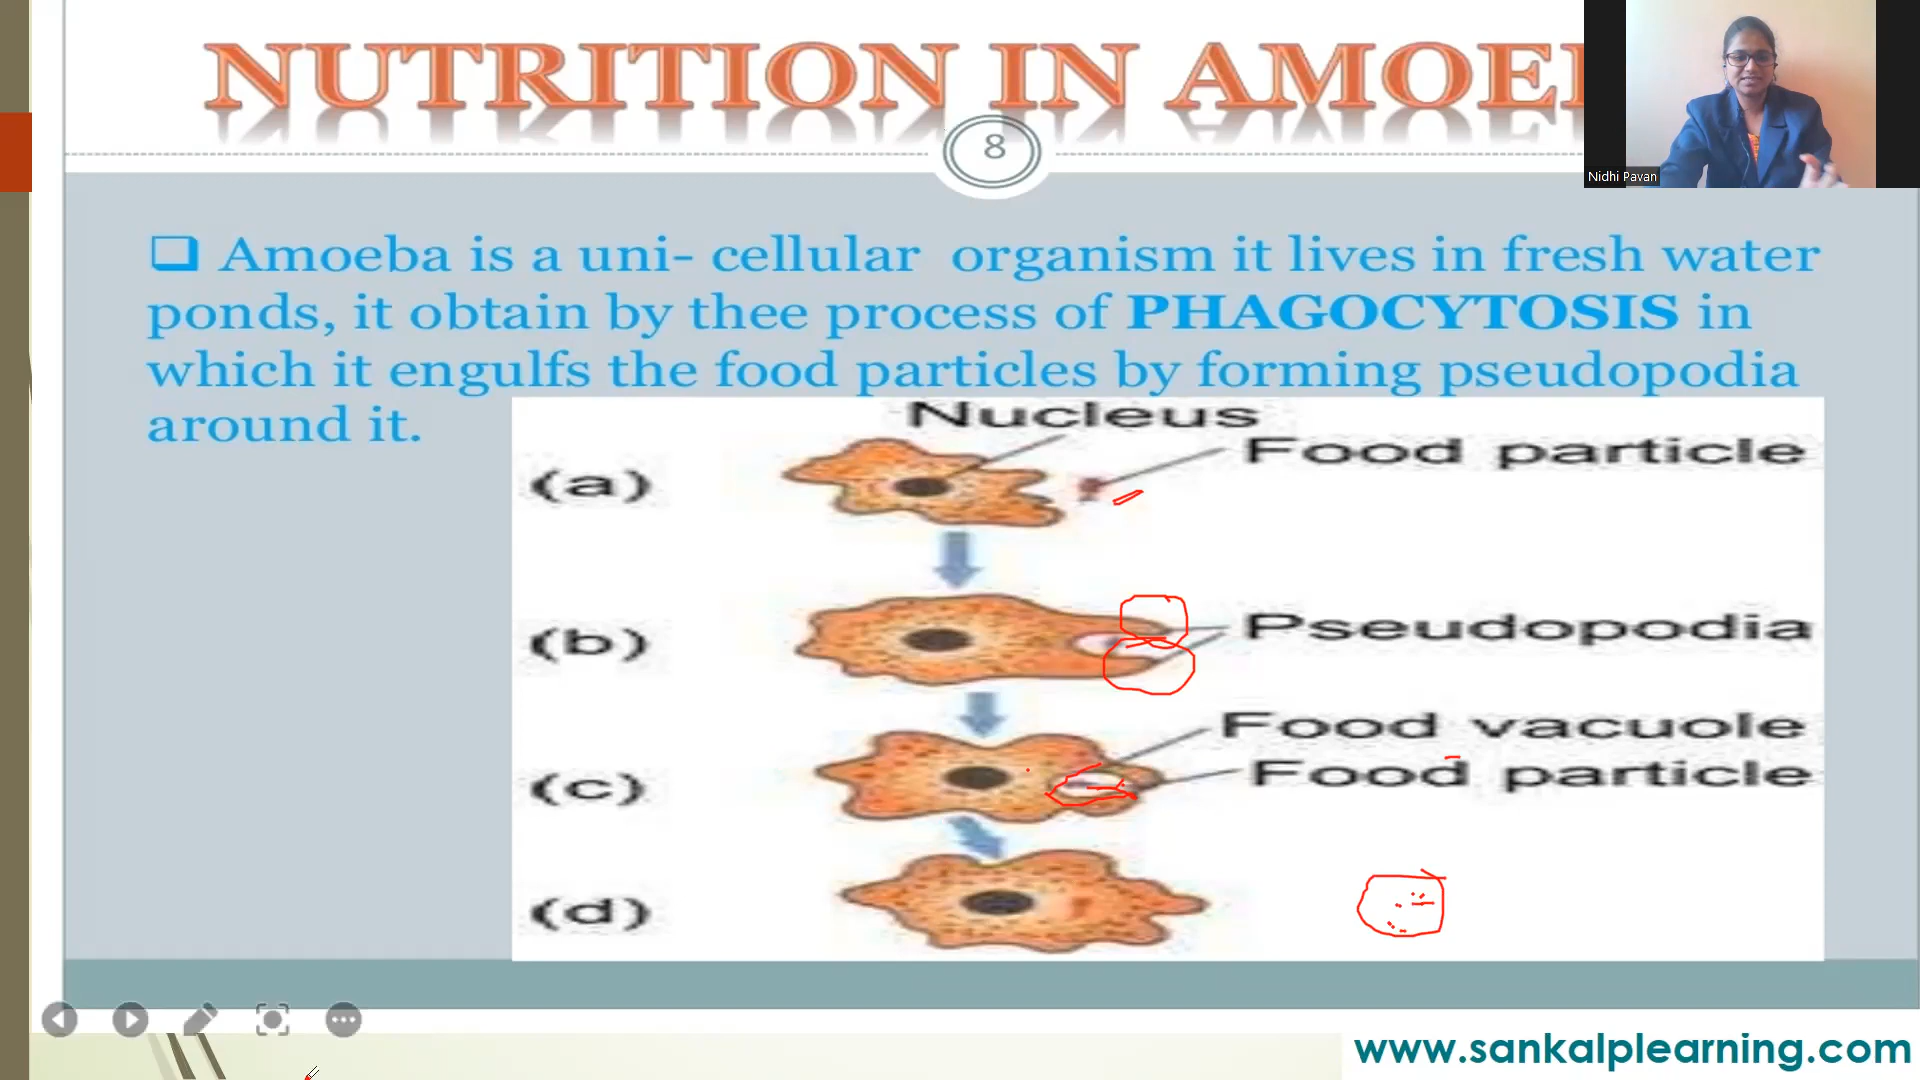 NUTRITION IN AMOE
8
Nidhi Pavan
❑ Amoeba is a uni- cellular organism it lives in fresh water
ponds, it obtain by thee process of PHAGOCYTOSIS in
which it engulfs the food particles by forming pseudopodia
around it.
Nucleus
Food particle
(a)
(b)
Pseudopodia
Food vacuole
Food particle
(c)
(d)
www.sankalplearning.com